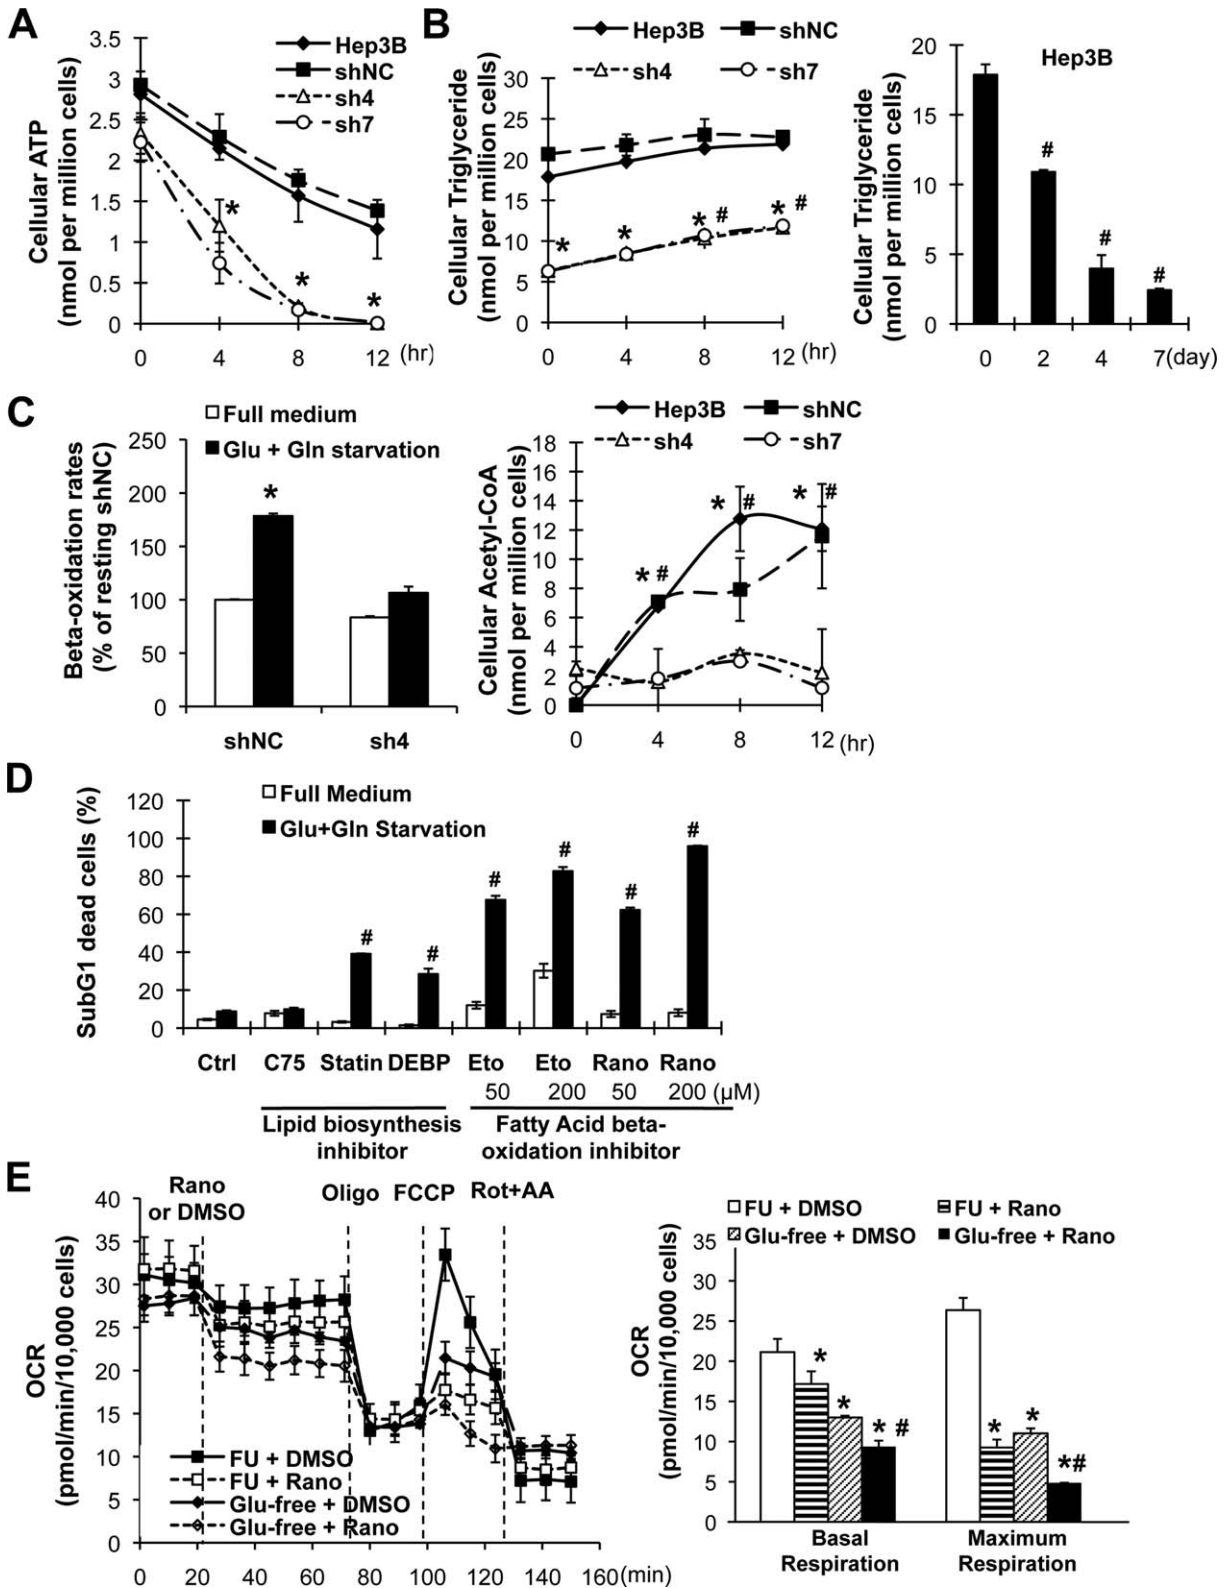 A
Cellular ATP
(nmol per million cells)
3.5
3
2.5
2
1.5
1
0.5
0
Hep3B
shNC
sh4
sh7
*
*
*
0 4 8 12 (hr)
B
Hep3B shNC
sh4 sh7
Cellular Triglyceride
(nmol per million cells)
30
25
20
15
10
5
0
* * * # * #
0 4 8 12 (hr)
Hep3B
Cellular Triglyceride
(nmol per million cells)
20
15
10
5
0
#
#
#
0 2 4 7 (day)
C
Full medium
Glu + Gln starvation
Beta-oxidation rates
(% of resting shNC)
250
200
150
100
50
0
*
shNC sh4
Hep3B shNC
sh4 sh7
Cellular Acetyl-CoA
(nmol per million cells)
18
16
14
12
10
8
6
4
2
0
* # * # * #
0 4 8 12 (hr)
D
Full Medium
Glu+Gln Starvation
SubG1 dead cells (%)
120
100
80
60
40
20
0
# # # # # #
Ctrl C75 Statin DEBP Eto Eto Rano Rano
50 200 50 200 (µM)
Lipid biosynthesis
inhibitor
Fatty Acid beta-
oxidation inhibitor
E
Rano
or DMSO
Oligo FCCP Rot+AA
OCR
(pmol/min/10,000 cells)
40
35
30
25
20
15
10
5
0
FU + DMSO
FU + Rano
Glu-free + DMSO
Glu-free + Rano
0 20 40 60 80 100 120 140 160 (min)
FU + DMSO FU + Rano
Glu-free + DMSO Glu-free + Rano
OCR
(pmol/min/10,000 cells)
35
30
25
20
15
10
5
0
* * * #
* * *#
Basal
Respiration
Maximum
Respiration